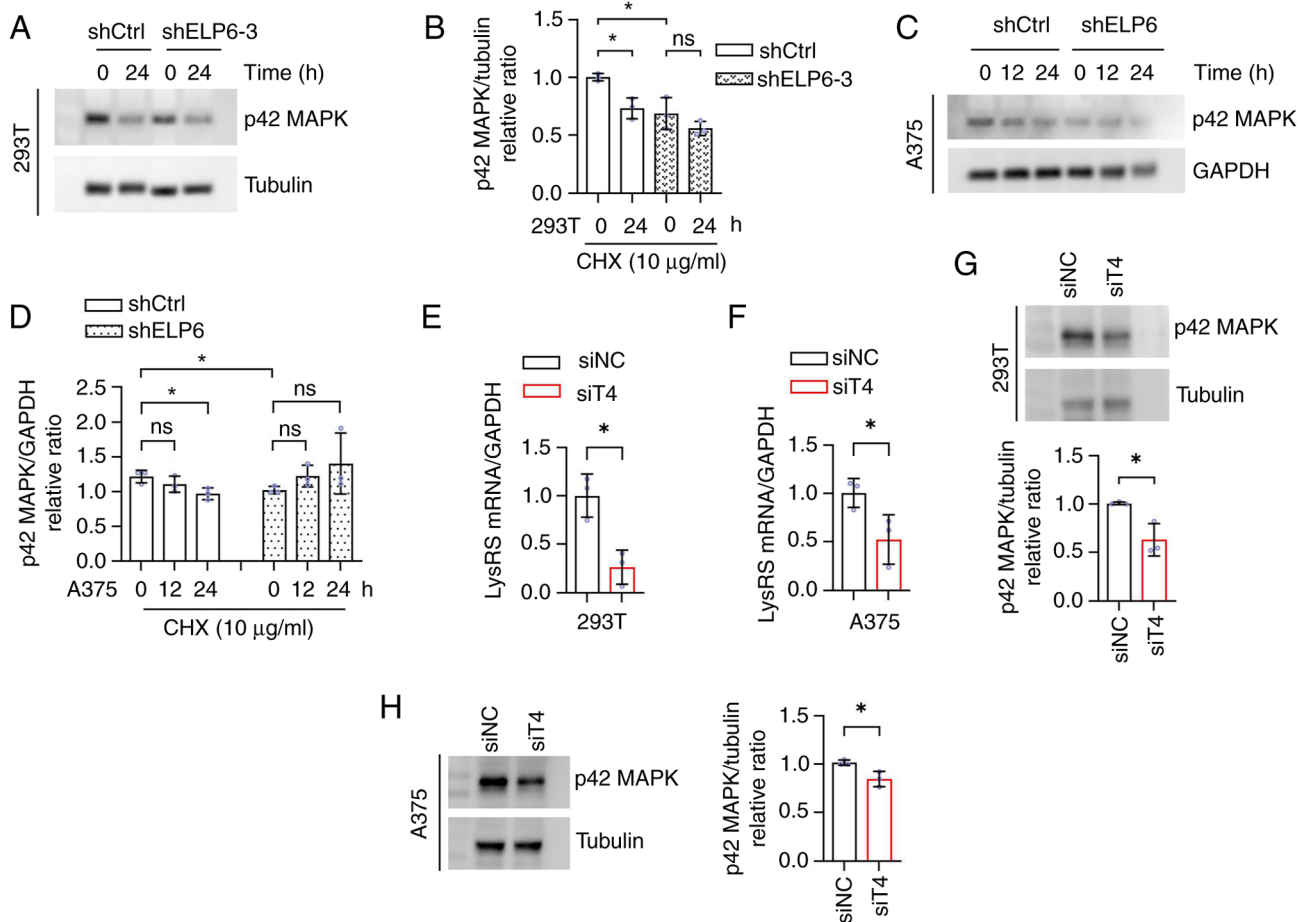 A
shCtrl shELP6-3
0 24 0 24 Time (h)
293T
p42 MAPK
Tubulin
B
p42 MAPK/tubulin
relative ratio
1.5
1.0
0.5
0.0
*
*
ns
shCtrl
shELP6-3
293T 0 24 0 24 h
CHX (10 μg/ml)
C
shCtrl shELP6
0 12 24 0 12 24 Time (h)
A375
p42 MAPK
GAPDH
D
shCtrl
shELP6
p42 MAPK/GAPDH
relative ratio
2.5
2.0
1.5
1.0
0.5
0.0
*
*
ns
ns
ns
A375 0 12 24 0 12 24 h
CHX (10 μg/ml)
E
siNC
siT4
LysRS mRNA/GAPDH
1.5
1.0
0.5
0.0
*
293T
F
siNC
siT4
LysRS mRNA/GAPDH
1.5
1.0
0.5
0.0
*
A375
G
siNC siT4
293T
p42 MAPK
Tubulin
p42 MAPK/tubulin
relative ratio
1.5
1.0
0.5
0.0
*
siNC siT4
H
siNC siT4
A375
p42 MAPK
Tubulin
p42 MAPK/tubulin
relative ratio
1.5
1.0
0.5
0.0
*
siNC siT4